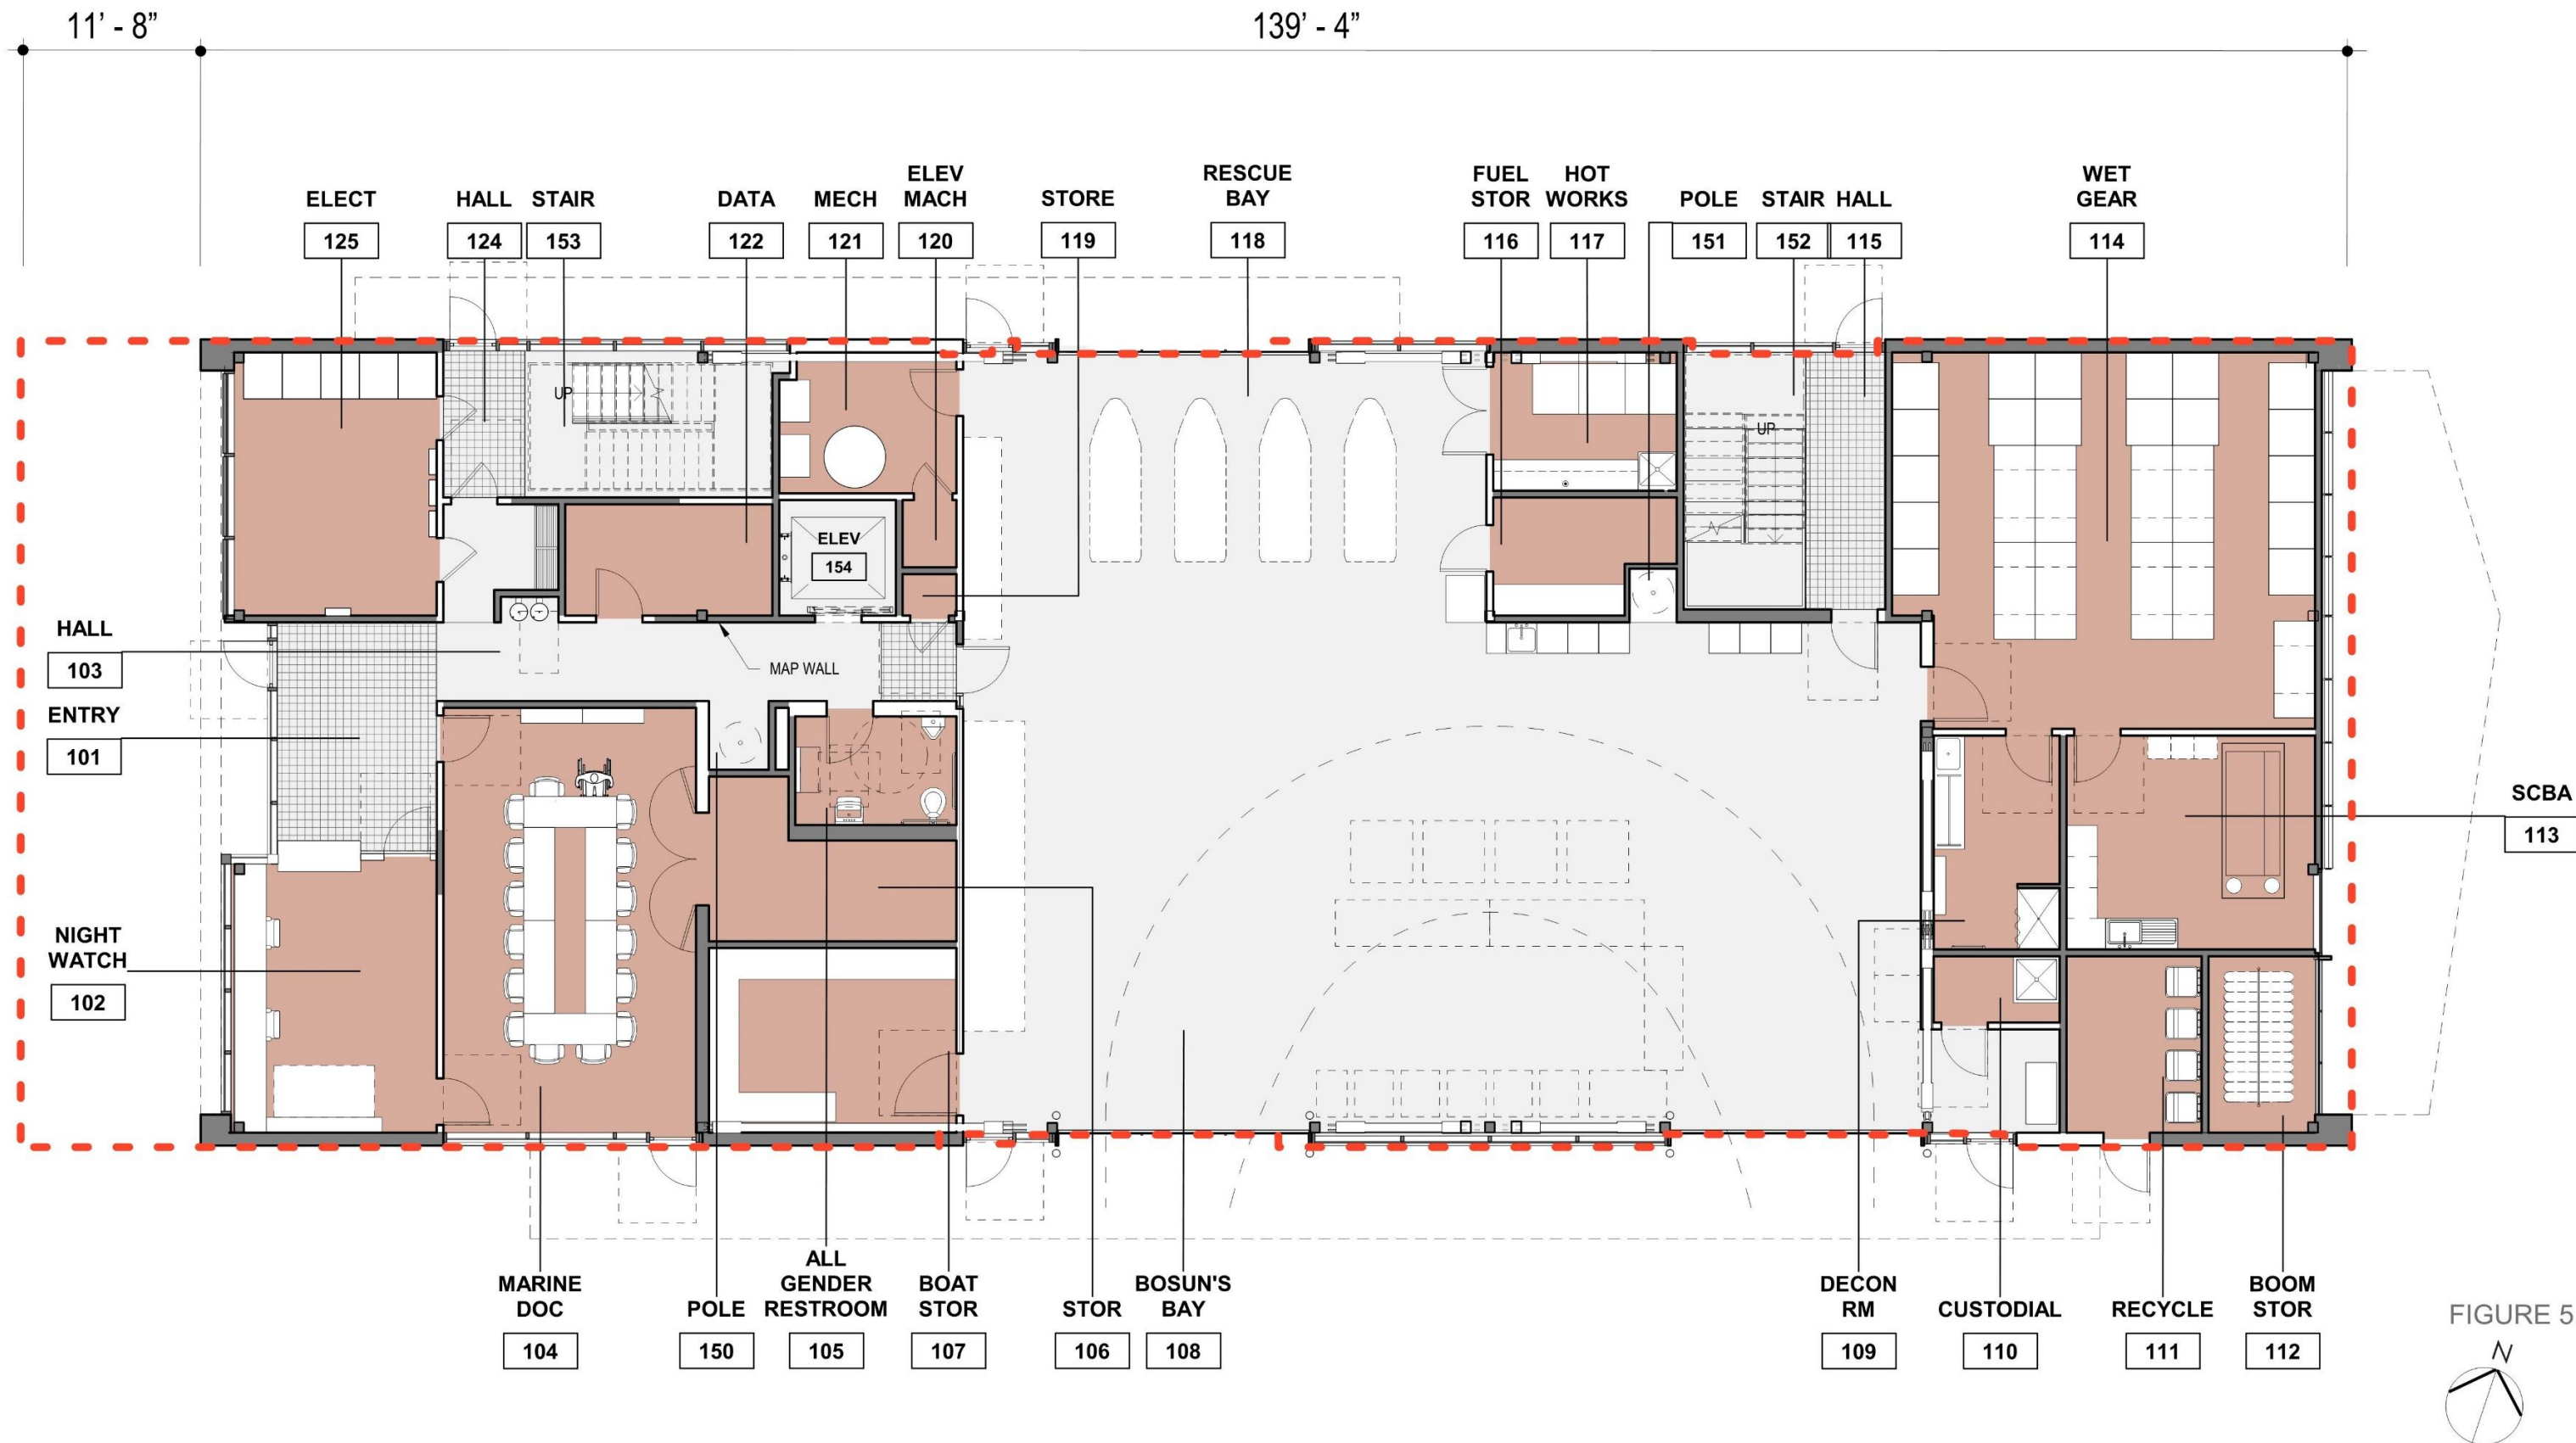 11' - 8"
139' - 4"
ELECT
125
HALL
124
STAIR
153
DATA
122
MECH
121
ELEV
MACH
120
STORE
119
RESCUE
BAY
118
FUEL
STOR
116
HOT
WORKS
117
POLE
151
STAIR
152
HALL
115
WET
GEAR
114
UP
UP
ELEV
154
HALL
103
MAP WALL
ENTRY
101
SCBA
113
NIGHT
WATCH
102
MARINE
DOC
104
POLE
150
ALL
GENDER
RESTROOM
105
BOAT
STOR
107
STOR
106
BOSUN'S
BAY
108
DECON
RM
109
CUSTODIAL
110
RECYCLE
111
BOOM
STOR
112
FIGURE 5
N